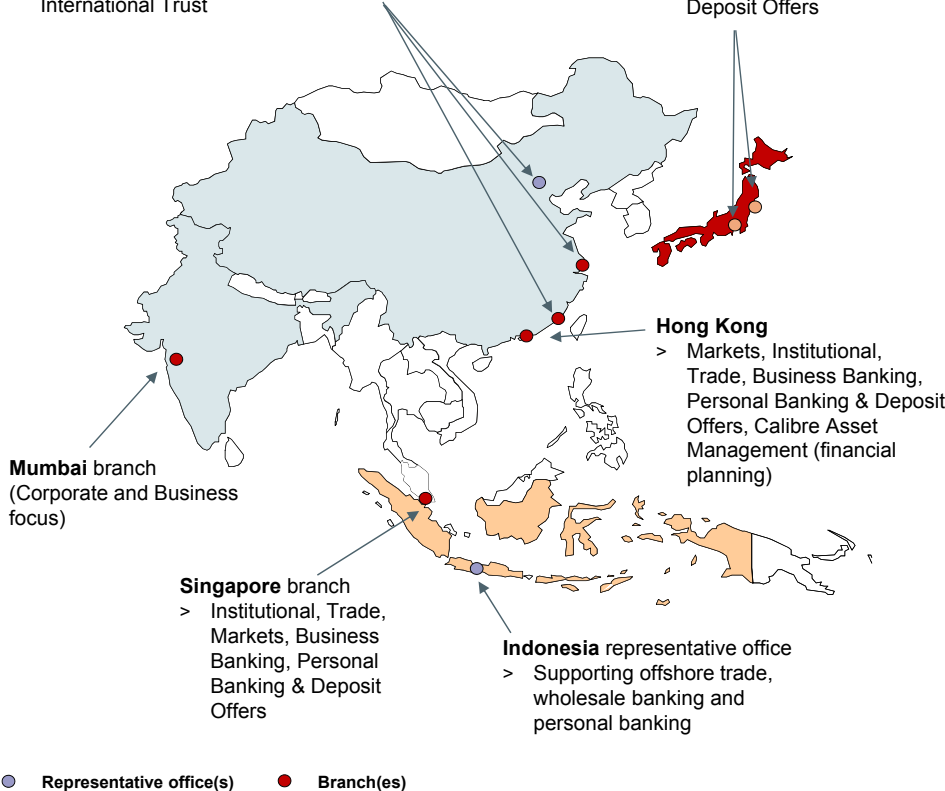 International Trust
Deposit Offers
Hong Kong
> Markets, Institutional,
Trade, Business Banking,
Personal Banking & Deposit
Offers, Calibre Asset
Management (financial
planning)
Mumbai branch
(Corporate and Business
focus)
Singapore branch
> Institutional, Trade,
Markets, Business
Banking, Personal
Banking & Deposit
Offers
Indonesia representative office
> Supporting offshore trade,
wholesale banking and
personal banking
Representative office(s)
Branch(es)